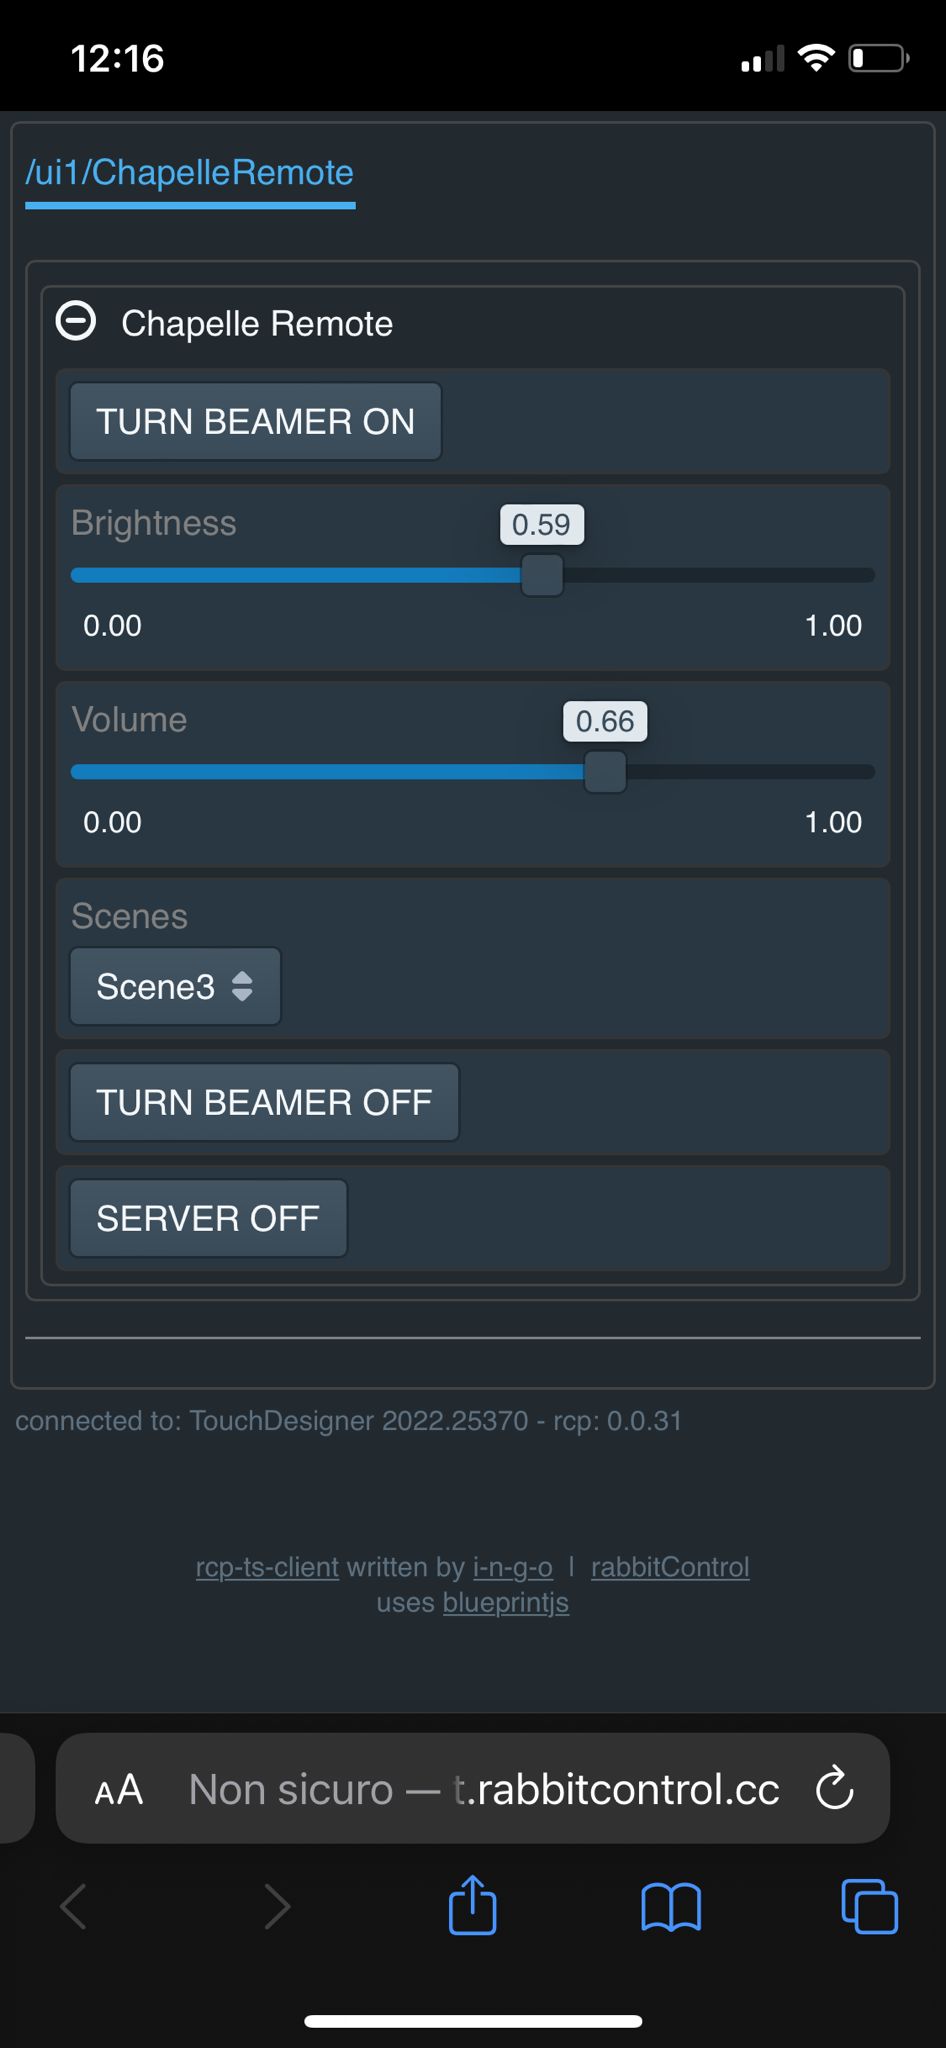 12:16
/ui1/ChapelleRemote
Chapelle Remote
TURN BEAMER ON
Brightness
0.59
0.00 1.00
Volume
0.66
0.00 1.00
Scenes
Scene3
TURN BEAMER OFF
SERVER OFF
connected to: TouchDesigner 2022.25370 - rcp: 0.0.31
rcp-ts-client written by i-n-g-o | rabbitControl
uses blueprintjs
AA Non sicuro — t.rabbitcontrol.cc